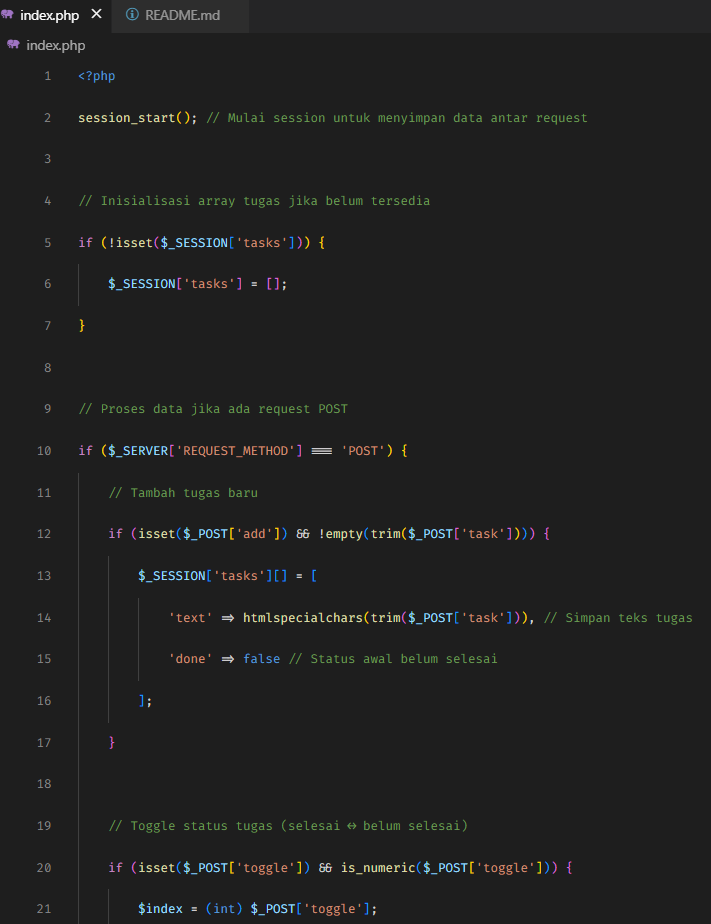 index.php × README.md
index.php
1 <?php
2 session_start(); // Mulai session untuk menyimpan data antar request
3
4 // Inisialisasi array tugas jika belum tersedia
5 if (!isset($_SESSION['tasks'])) {
6 $_SESSION['tasks'] = [];
7 }
8
9 // Proses data jika ada request POST
10 if ($_SERVER['REQUEST_METHOD'] === 'POST') {
11 // Tambah tugas baru
12 if (isset($_POST['add']) && !empty(trim($_POST['task']))) {
13 $_SESSION['tasks'][] = [
14 'text' => htmlspecialchars(trim($_POST['task'])), // Simpan teks tugas
15 'done' => false // Status awal belum selesai
16 ];
17 }
18
19 // Toggle status tugas (selesai ↔ belum selesai)
20 if (isset($_POST['toggle']) && is_numeric($_POST['toggle'])) {
21 $index = (int) $_POST['toggle'];